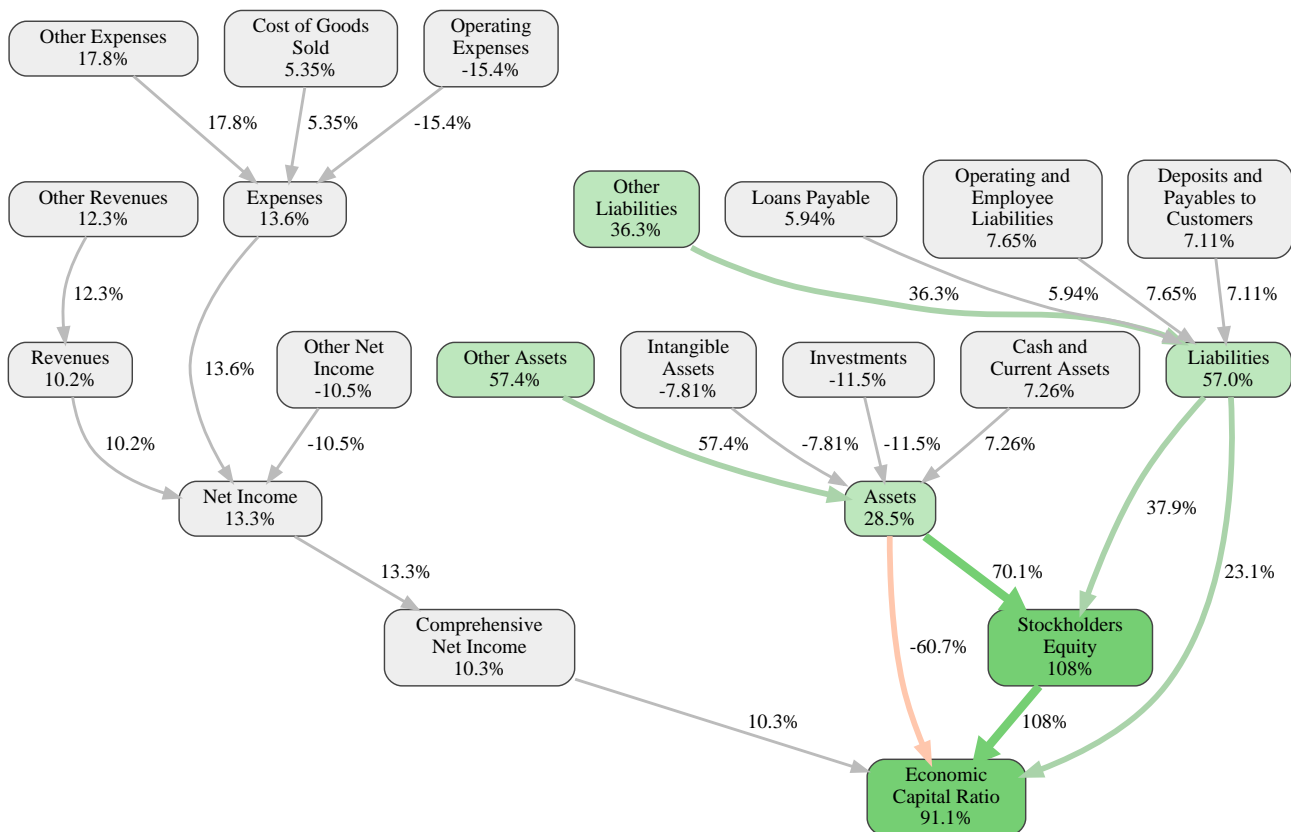 Other Expenses
17.8%
Cost of Goods
Sold
5.35%
Operating
Expenses
-15.4%
17.8%
5.35%
-15.4%
Other Revenues
12.3%
Expenses
13.6%
Other
Liabilities
36.3%
Loans Payable
5.94%
Operating and
Employee
Liabilities
7.65%
Deposits and
Payables to
Customers
7.11%
12.3%
36.3%
5.94%
7.65%
7.11%
Revenues
10.2%
13.6%
Other Net
Income
-10.5%
Other Assets
57.4%
Intangible
Assets
-7.81%
Investments
-11.5%
Cash and
Current Assets
7.26%
Liabilities
57.0%
10.2%
-10.5%
57.4%
-7.81%
-11.5%
7.26%
Net Income
13.3%
Assets
28.5%
37.9%
13.3%
70.1%
23.1%
Comprehensive
Net Income
10.3%
-60.7%
Stockholders
Equity
108%
10.3%
108%
Economic
Capital Ratio
91.1%